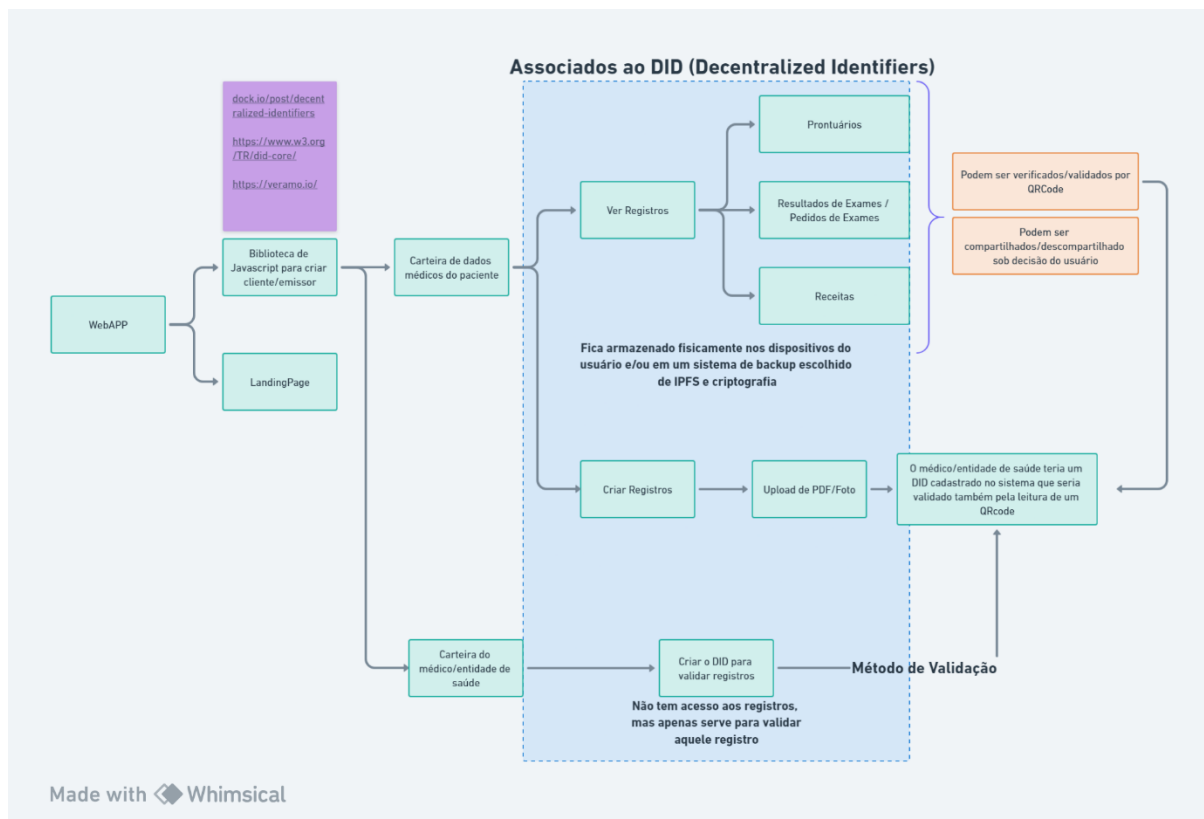 Associados ao DID (Decentralized Identifiers)
dock.io/post/decent
ralized-identifiers
https://www.w3.org
/TR/did-core/
https://veramo.io/
Prontuários
Podem ser verificados/validados por
QRCode
Ver Registros
Resultados de Exames /
Pedidos de Exames
Podem ser
compartilhados/descompartilhado
sob decisão do usuário
Biblioteca de
Javascript para criar
cliente/emissor
Carteira de dados
médicos do paciente
Receitas
WebAPP
LandingPage
Fica armazenado fisicamente nos dispositivos do
usuário e/ou em um sistema de backup escolhido
de IPFS e criptografia
Criar Registros
Upload de PDF/Foto
O médico/entidade de saúde teria um
DID cadastrado no sistema que seria
validado também pela leitura de um
QRcode
Carteira do
médico/entidade de
saúde
Criar o DID para
validar registros
Método de Validação
Não tem acesso aos registros,
mas apenas serve para validar
aquele registro
Made with Whimsical